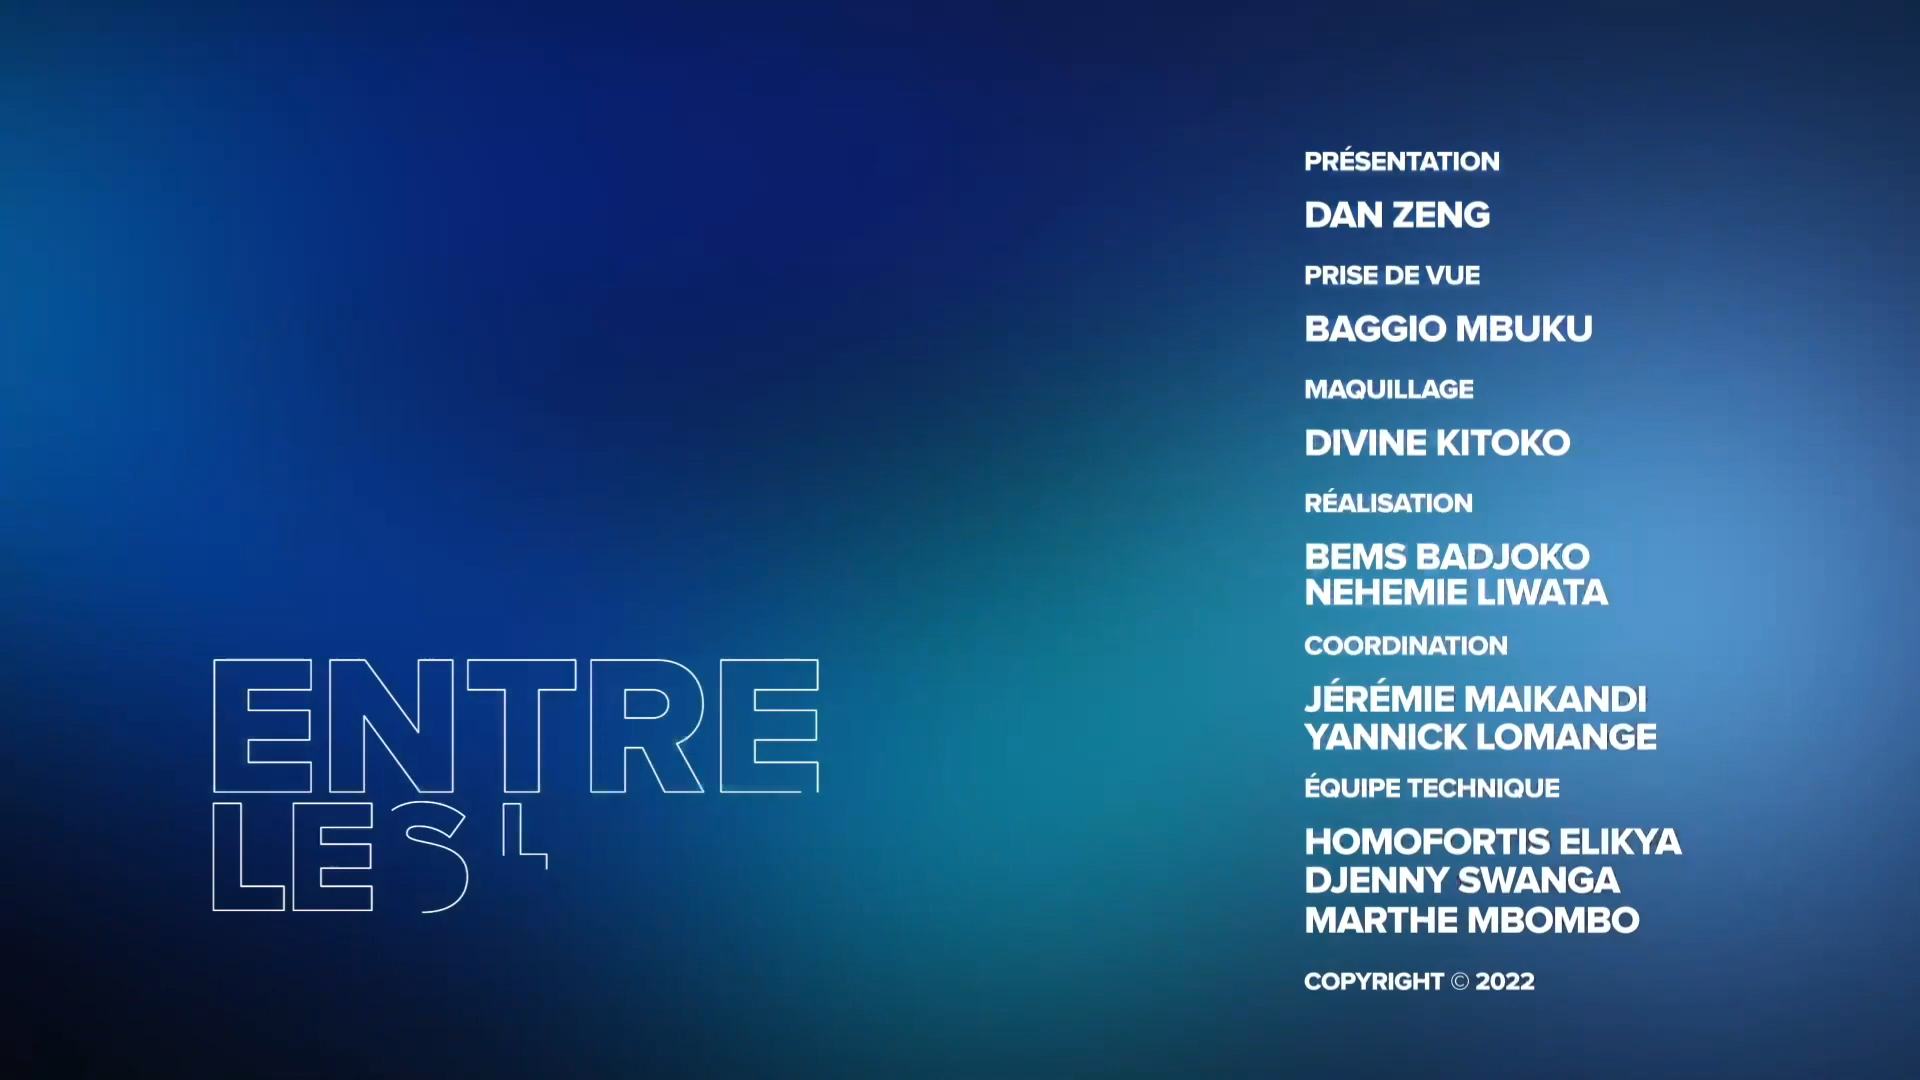 ENTRE
LES L
PRÉSENTATION
DAN ZENG
PRISE DE VUE
BAGGIO MBUKU
MAQUILLAGE
DIVINE KITOKO
RÉALISATION
BEMS BADJOKO
NEHEMIE LIWATA
COORDINATION
JÉRÉMIE MAIKANDI
YANNICK LOMANGE
ÉQUIPE TECHNIQUE
HOMOFORTIS ELIKYA
DJENNY SWANGA
MARTHE MBOMBO
COPYRIGHT © 2022